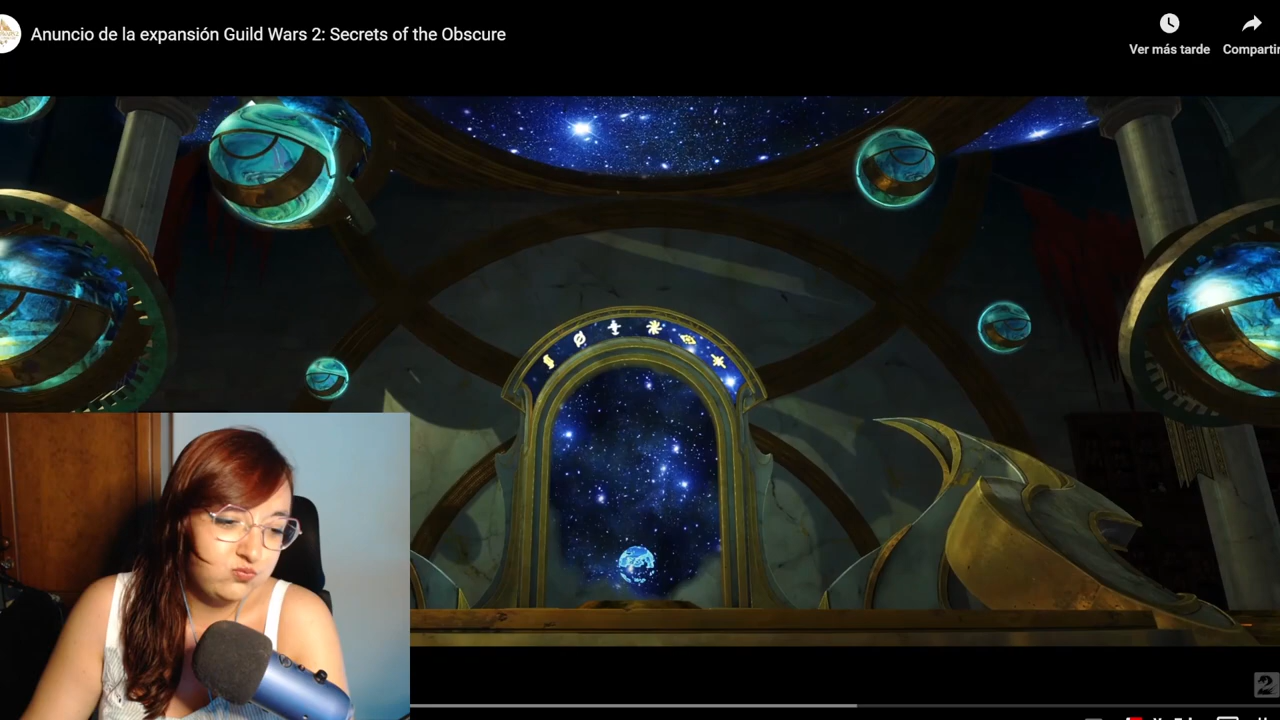 Anuncio de la expansión Guild Wars 2: Secrets of the Obscure
Ver más tarde
Compartir